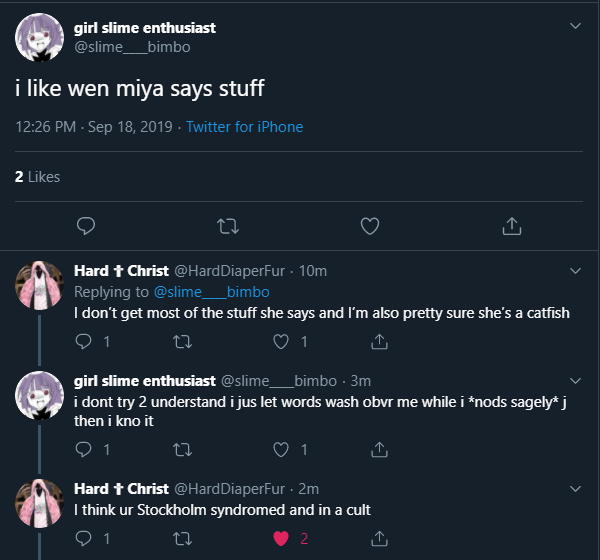 girl slime enthusiast
@slime____bimbo
i like wen miya says stuff
12:26 PM · Sep 18, 2019 · Twitter for iPhone
2 Likes
Hard ✝ Christ @HardDiaperFur · 10m
Replying to @slime____bimbo
I don’t get most of the stuff she says and I’m also pretty sure she’s a catfish
1 1
girl slime enthusiast @slime____bimbo · 3m
i dont try 2 understand i jus let words wash obvr me while i *nods sagely* j
then i kno it
1 1
Hard ✝ Christ @HardDiaperFur · 2m
I think ur Stockholm syndromed and in a cult
1 2